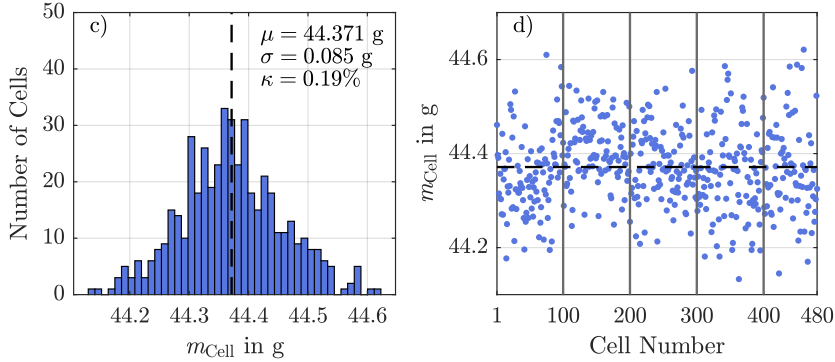 c)
μ = 44.371 g
σ = 0.085 g
κ = 0.19%
Number of Cells
50
40
30
20
10
0
44.2 44.3 44.4 44.5 44.6
m_Cell in g
d)
m_Cell in g
44.6
44.4
44.2
1 100 200 300 400 480
Cell Number